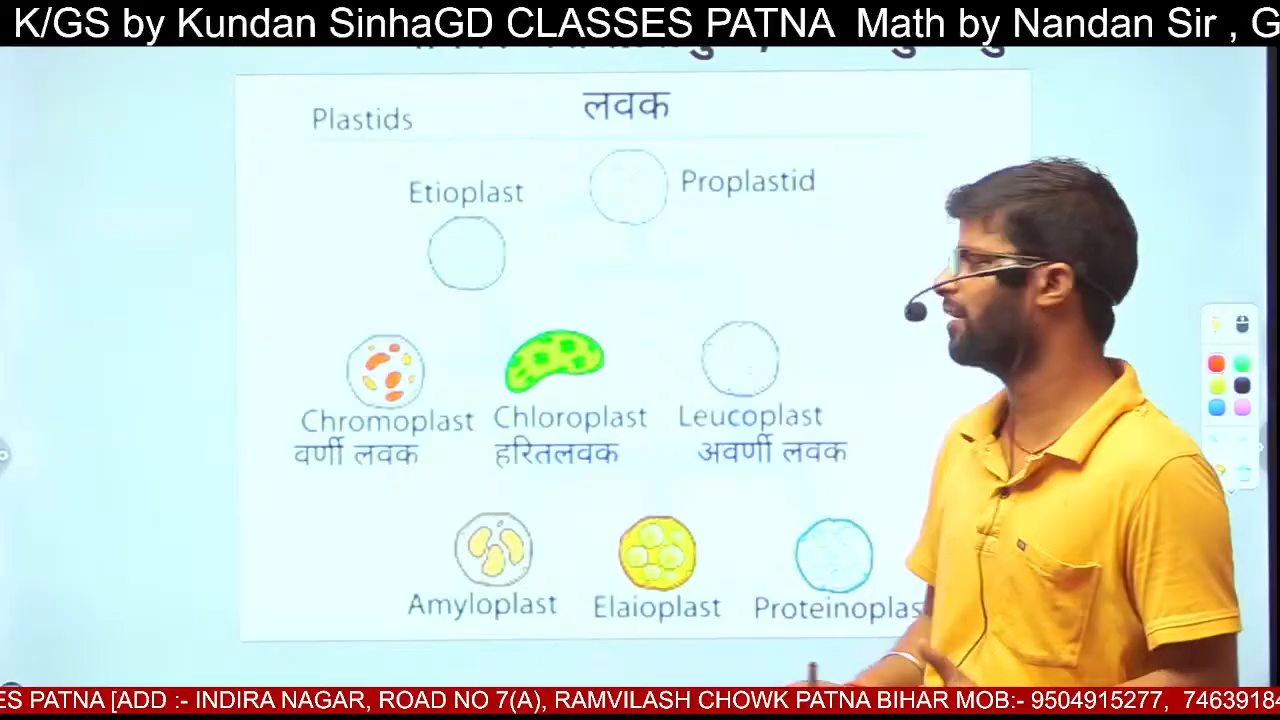 K/GS by Kundan SinhaGD CLASSES PATNA Math by Nandan Sir , G
लवक
Plastids
Proplastid
Etioplast
Chromoplast Chloroplast Leucoplast
वर्णी लवक हरितलवक अवर्णी लवक
Amyloplast Elaioplast Proteinoplas
ES PATNA [ADD :- INDIRA NAGAR, ROAD NO 7(A), RAMVILASH CHOWK PATNA BIHAR MOB:- 9504915277, 7463918